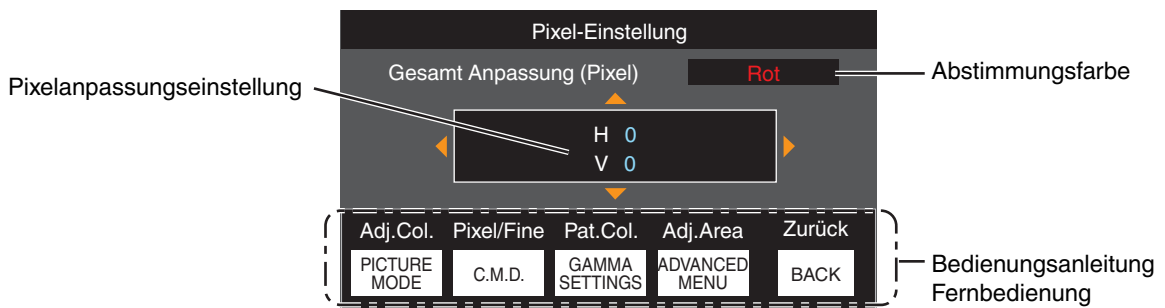 Pixel-Einstellung
Gesamt Anpassung (Pixel)
Rot
Abstimmungsfarbe
Pixelanpassungseinstellung
H 0
V 0
Adj.Col.
Pixel/Fine
Pat.Col.
Adj.Area
Zurück
PICTURE
MODE
C.M.D.
GAMMA
SETTINGS
ADVANCED
MENU
BACK
Bedienungsanleitung
Fernbedienung